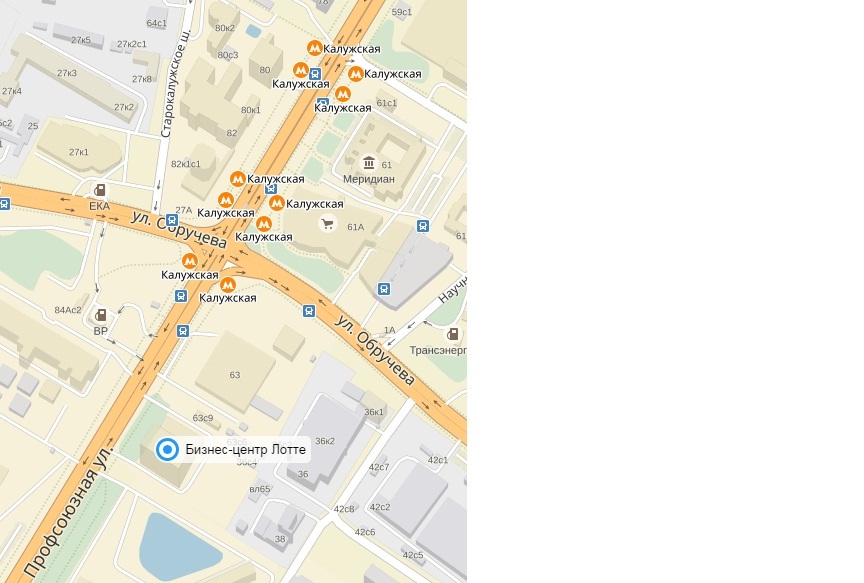 59с1
78
64с1
80к2
27к5
27к2с1
Калужская
80с3
27к3
80
Калужская
27к8
Калужская
27к4
Старокалужское ш.
61с1
27к2
80к1
Калужская
25
82
27к1
82к1с1
61
Меридиан
Калужская
ЕКА
27А
Калужская
Калужская
ул. Обручева
61А
Калужская
61
Калужская
Научн
Калужская
84Ас2
ВР
1А
ул. Обручева
Трансэнерг
63
36к1
63с9
36к2
Бизнес-центр Лотте
Профсоюзная ул.
42с7
42с1
36
вл65
42с2
42с8
42с6
38
42с5